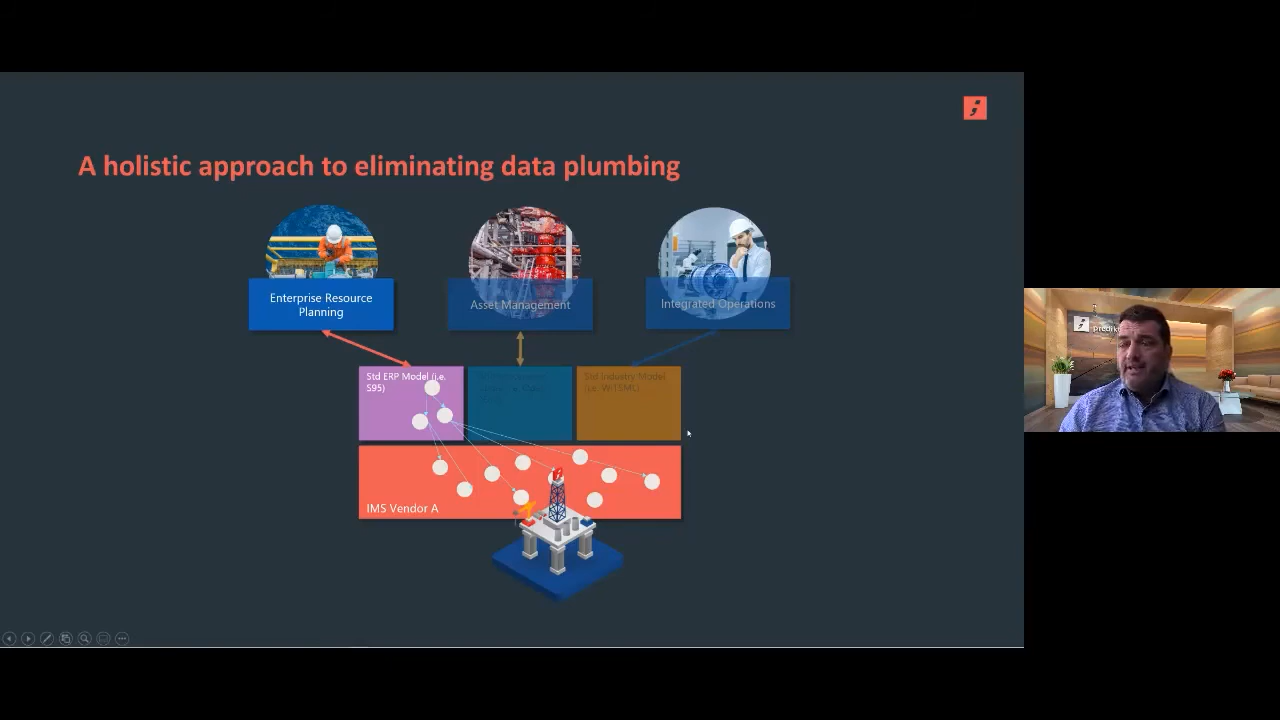 A holistic approach to eliminating data plumbing
Enterprise Resource
Planning
Asset Management
Integrated Operations
Std ERP Model (i.e.
S95)
Std Industry Model
(i.e. WITSML)
IMS Vendor A